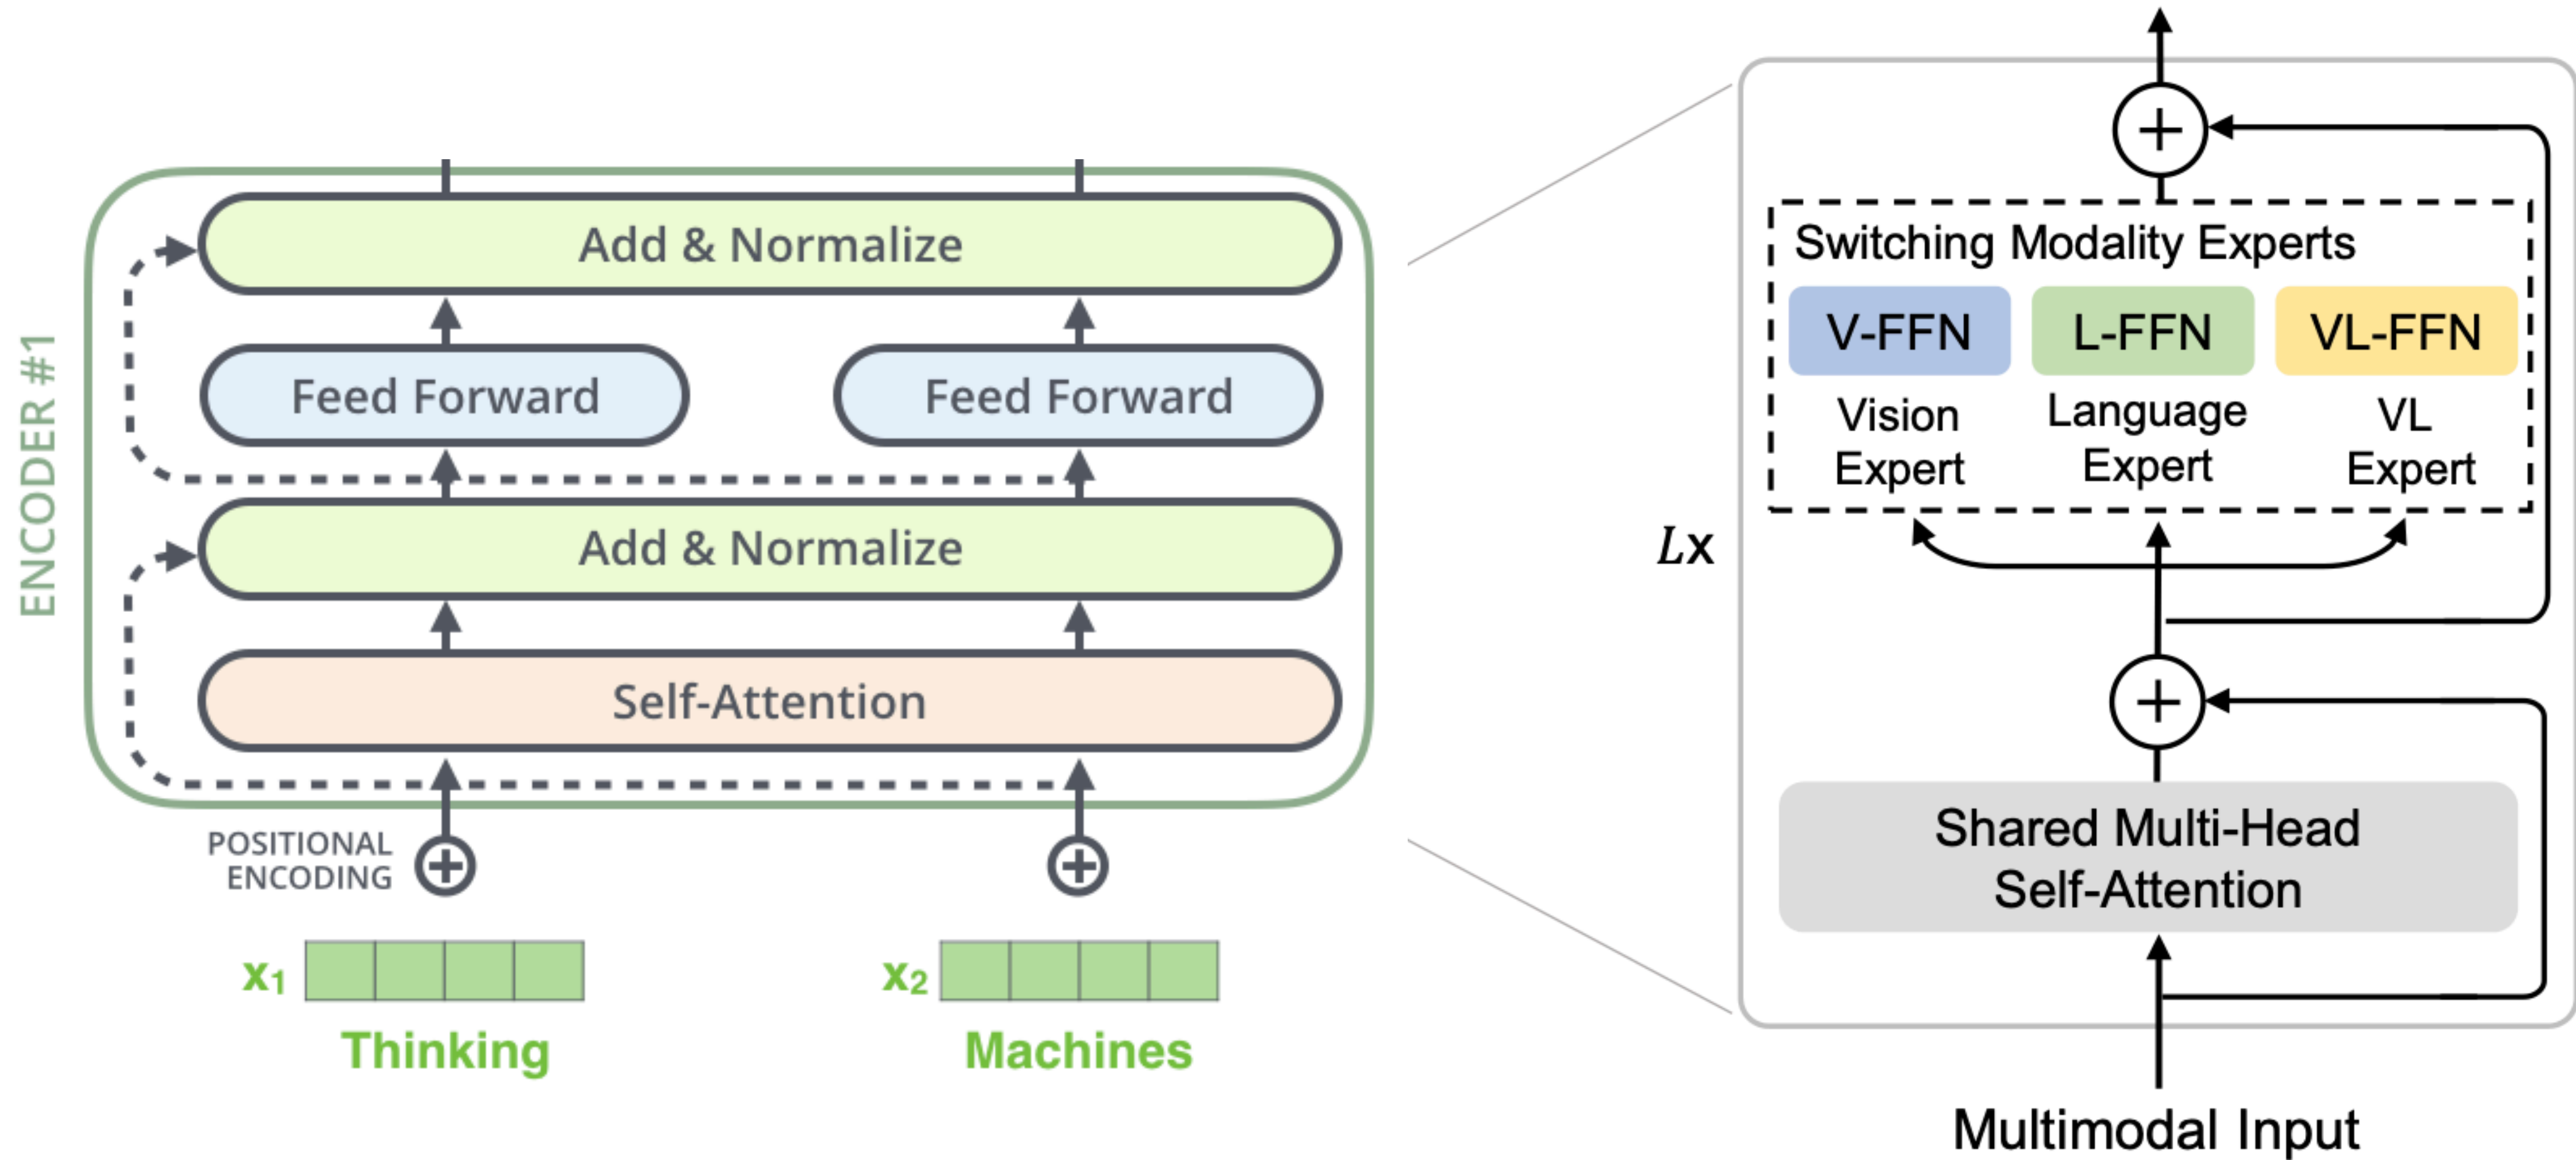 ENCODER #1
Add & Normalize
Feed Forward
Feed Forward
Add & Normalize
Self-Attention
POSITIONAL
ENCODING
x1
x2
Thinking
Machines
Lx
Switching Modality Experts
V-FFN
L-FFN
VL-FFN
Vision
Expert
Language
Expert
VL
Expert
Shared Multi-Head
Self-Attention
Multimodal Input